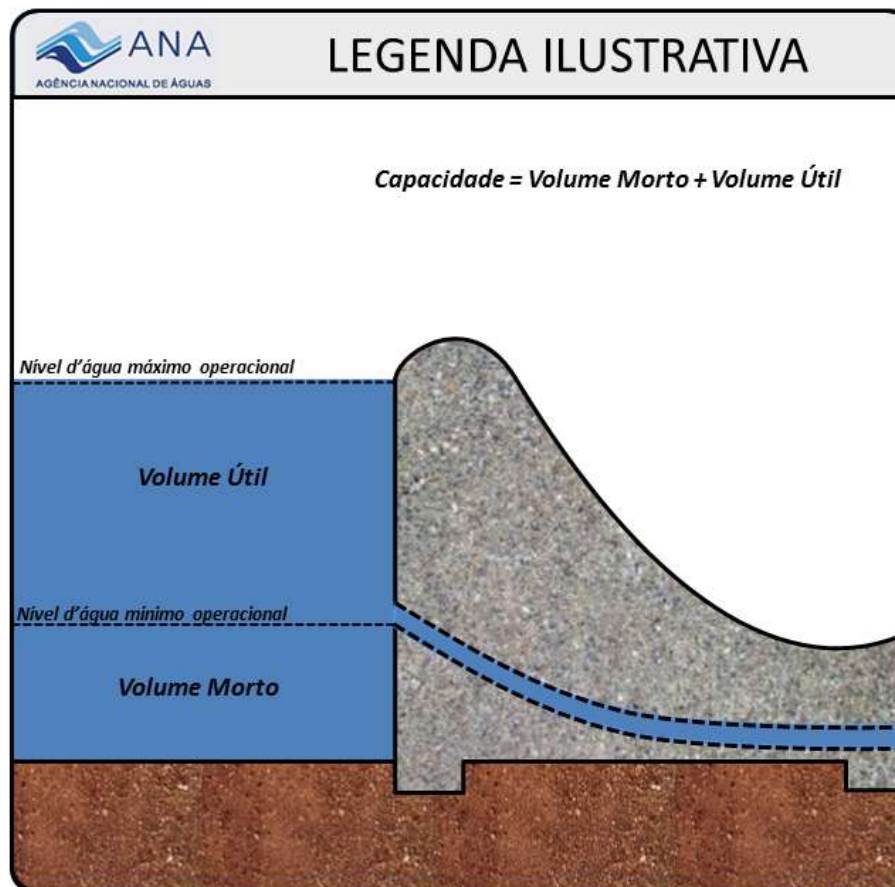 ANA
AGÊNCIA NACIONAL DE ÁGUAS
LEGENDA ILUSTRATIVA
Capacidade = Volume Morto + Volume Útil
Nível d'água máximo operacional
Volume Útil
Nível d'água mínimo operacional
Volume Morto